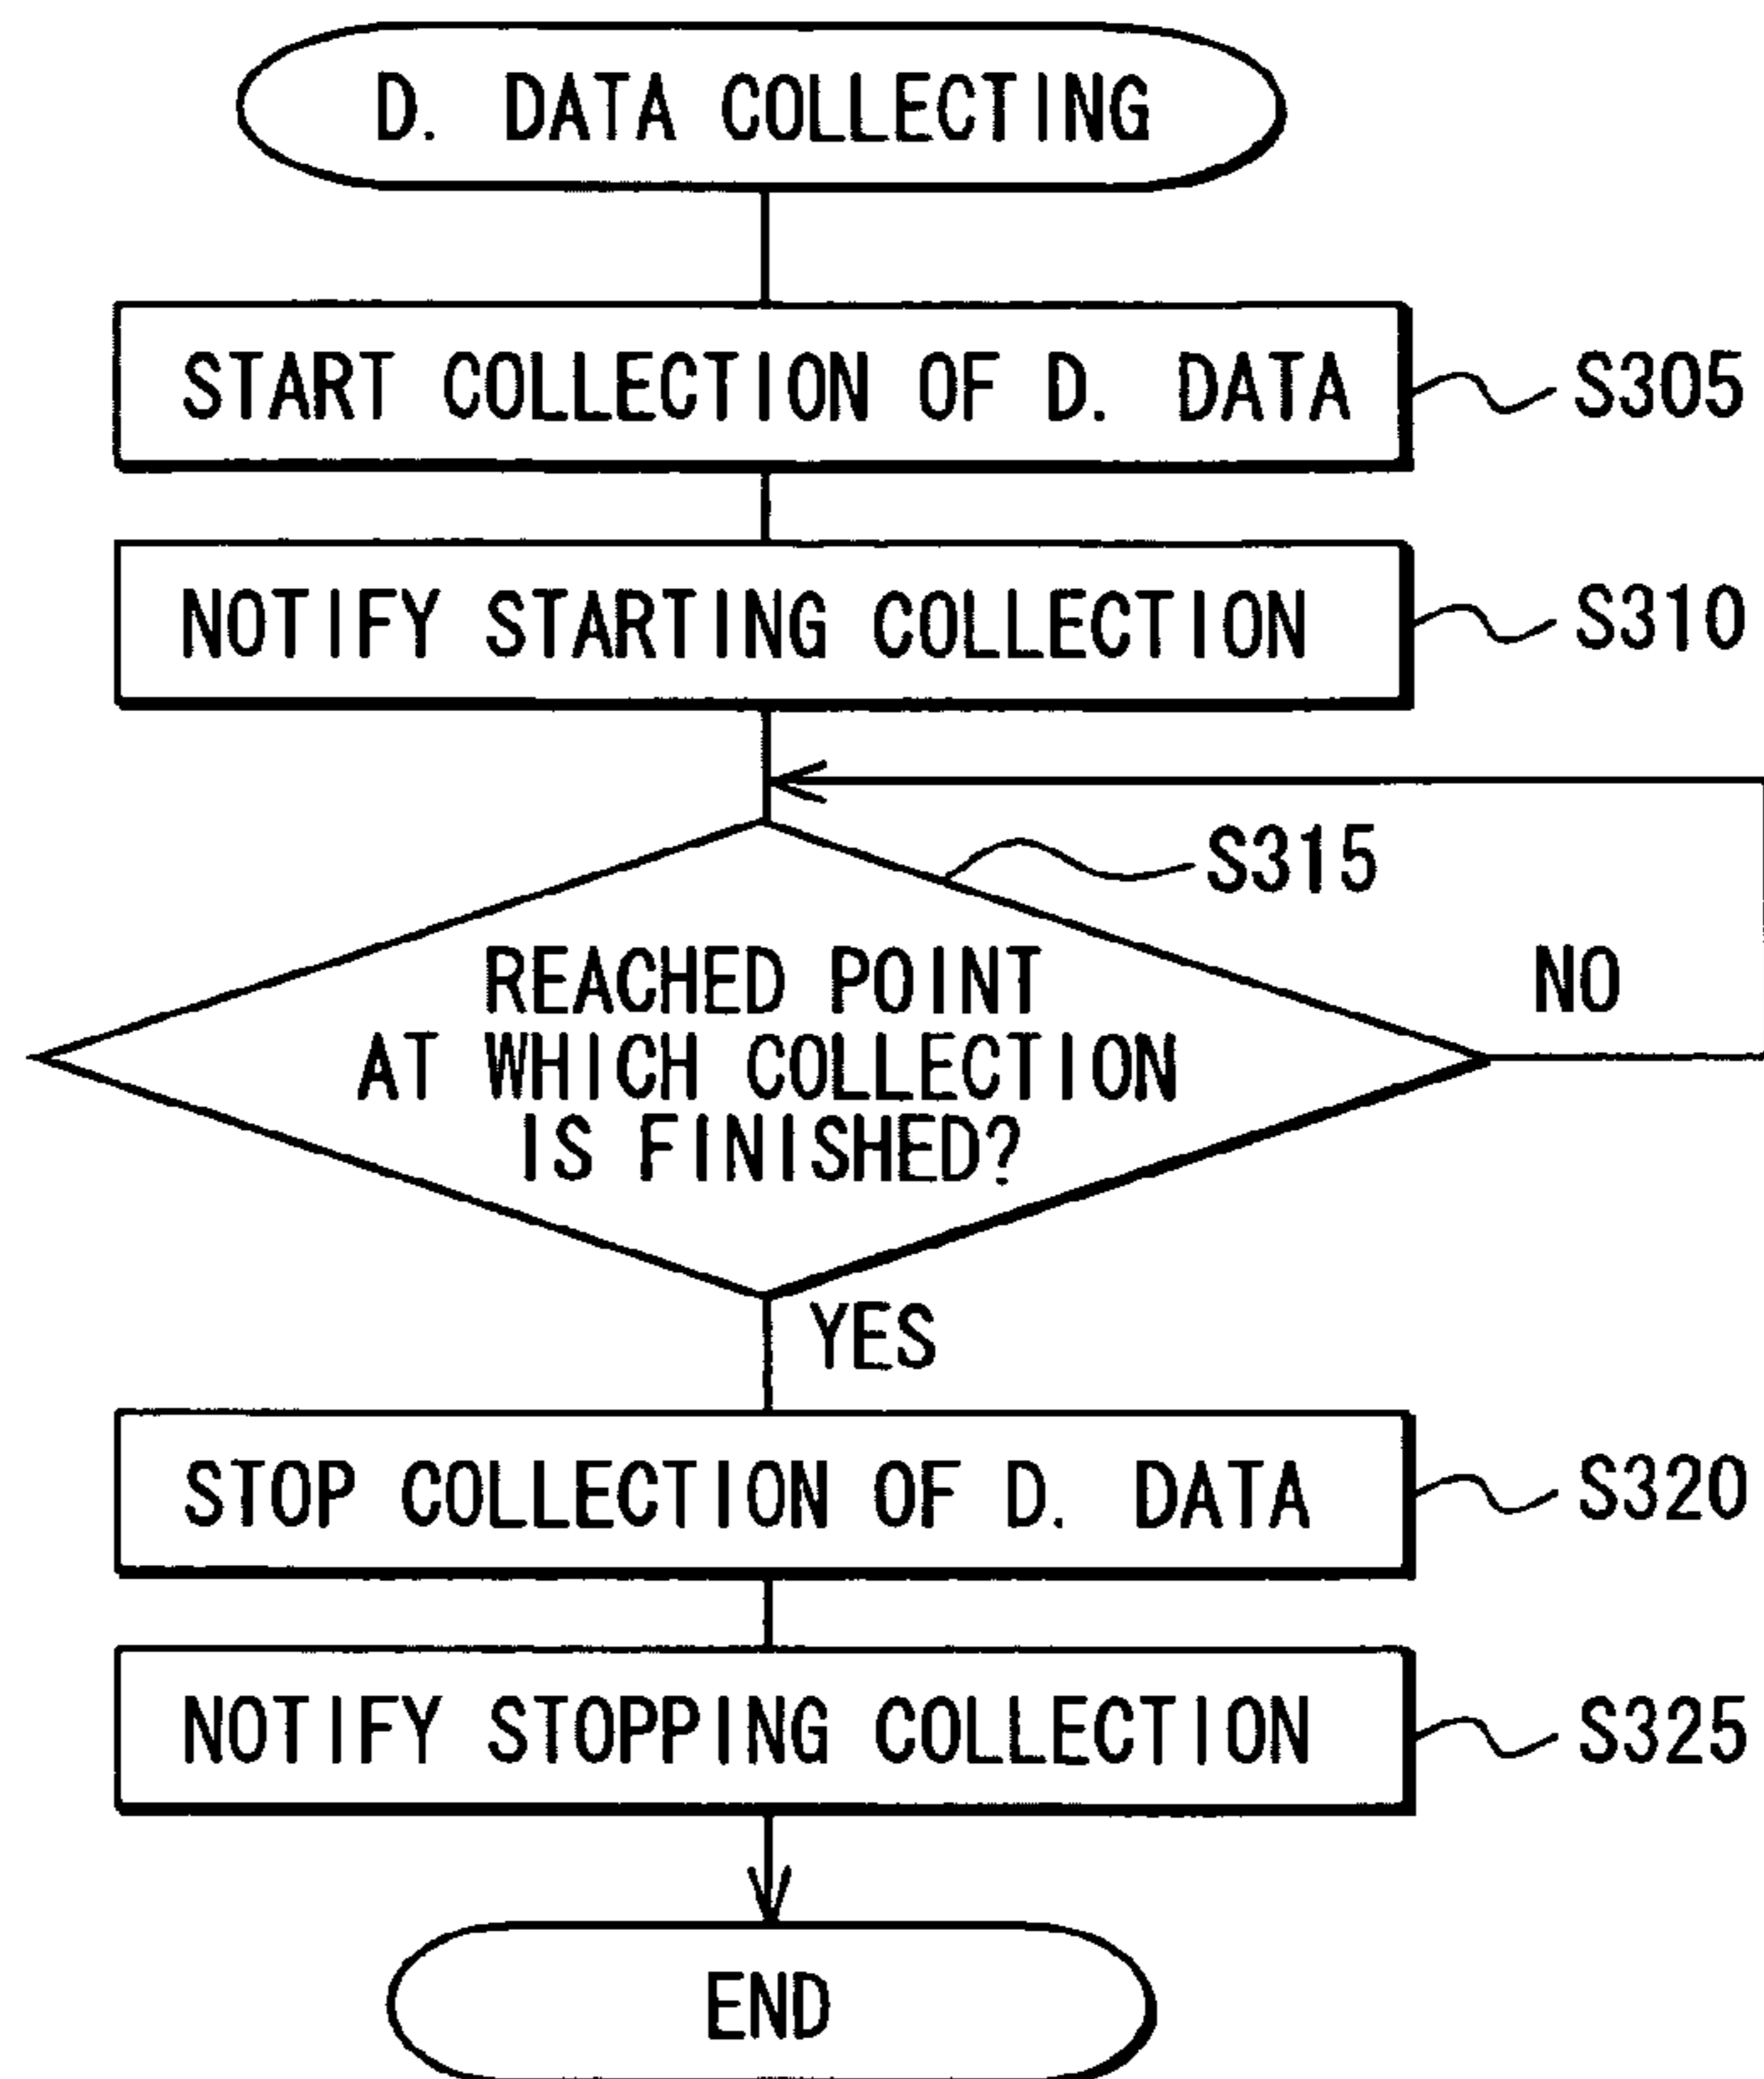 D. DATA COLLECTING
START COLLECTION OF D. DATA
S305
NOTIFY STARTING COLLECTION
S310
S315
REACHED POINT
AT WHICH COLLECTION
IS FINISHED?
NO
YES
STOP COLLECTION OF D. DATA
S320
NOTIFY STOPPING COLLECTION
S325
END